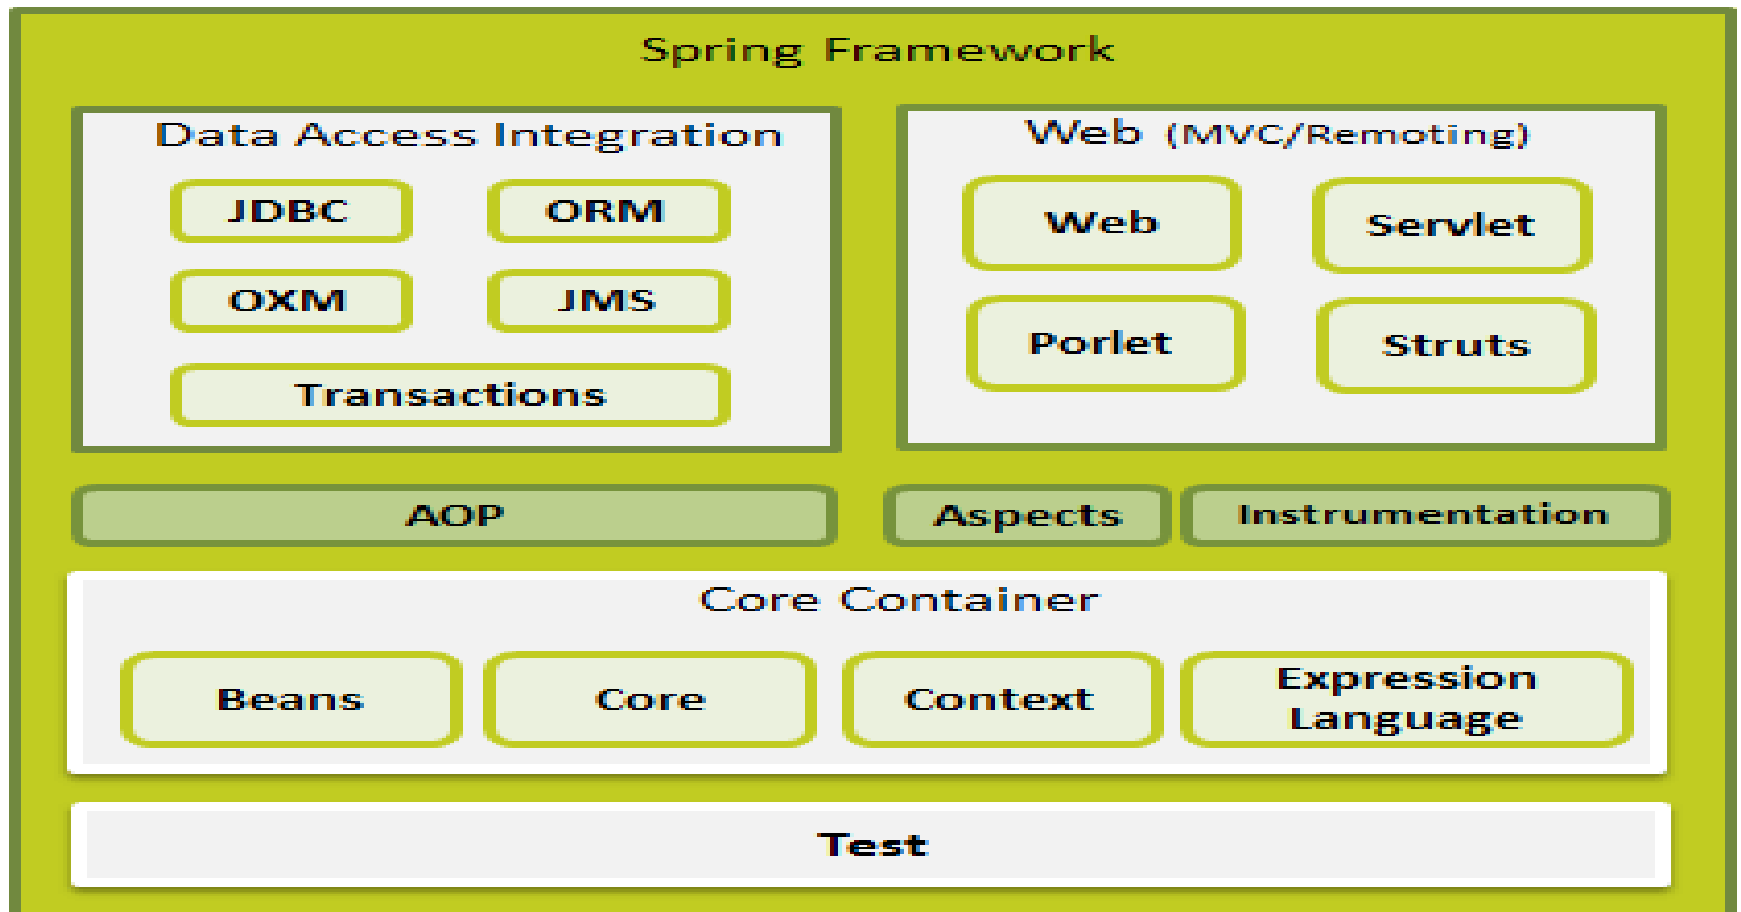 Spring Framework
Data Access Integration
JDBC
ORM
OXM
JMS
Transactions
Web (MVC/Remoting)
Web
Servlet
Porlet
Struts
AOP
Aspects
Instrumentation
Core Container
Beans
Core
Context
Expression
Language
Test